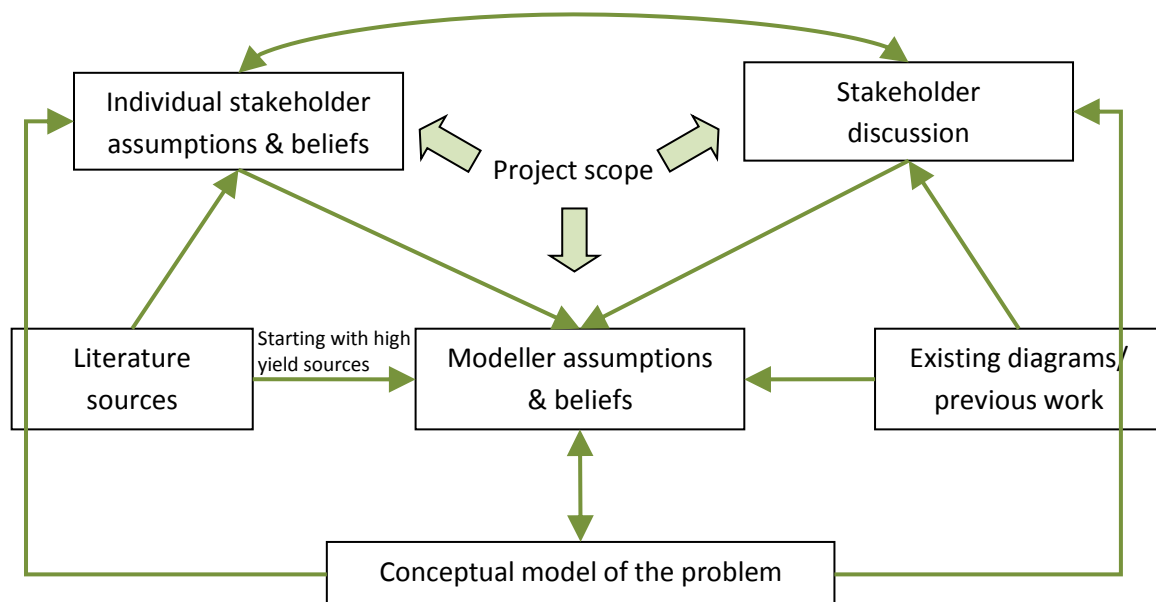 Individual stakeholder
assumptions & beliefs
Stakeholder
discussion
Project scope
Literature
sources
Starting with high
yield sources
Modeller assumptions
& beliefs
Existing diagrams/
previous work
Conceptual model of the problem